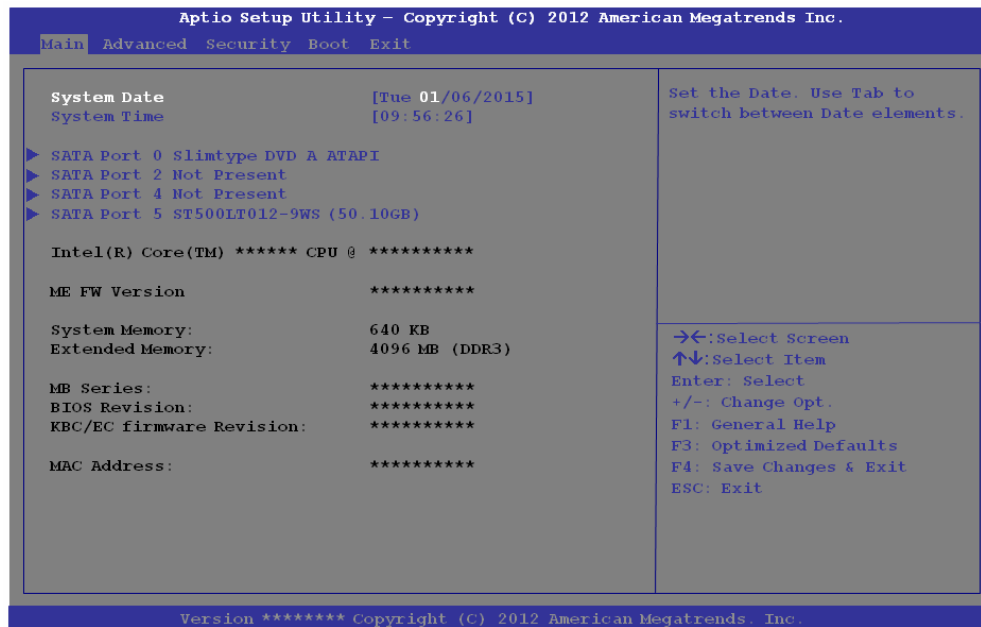 Aptio Setup Utility – Copyright (C) 2012 American Megatrends Inc.
Main Advanced Security Boot Exit
System Date [Tue 01/06/2015]
System Time [09:56:26]
SATA Port 0 Slimtype DVD A ATAPI
SATA Port 2 Not Present
SATA Port 4 Not Present
SATA Port 5 ST500LT012-9WS (50.10GB)
Intel(R) Core(TM) ****** CPU @ **********
ME FW Version **********
System Memory: 640 KB
Extended Memory: 4096 MB (DDR3)
MB Series: **********
BIOS Revision: **********
KBC/EC firmware Revision: **********
MAC Address: **********
Set the Date. Use Tab to
switch between Date elements.
→←:Select Screen
↑↓:Select Item
Enter: Select
+/-: Change Opt.
F1: General Help
F3: Optimized Defaults
F4: Save Changes & Exit
ESC: Exit
Version ******** Copyright (C) 2012 American Megatrends. Inc.